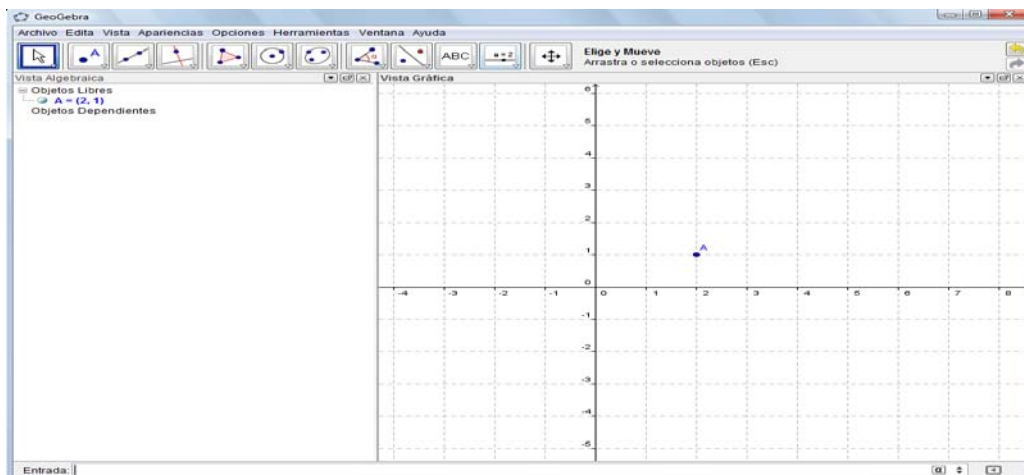 GeoGebra
Archivo Edita Vista Apariencias Opciones Herramientas Ventana Ayuda
A ABC a=2 Elige y Mueve
Arrastra o selecciona objetos (Esc)
Vista Algebraica Vista Gráfica
Objetos Libres
A = (2, 1)
Objetos Dependientes
6
5
4
3
2
1
A
0
-4 -3 -2 -1 0 1 2 3 4 5 6 7 8
-1
-2
-3
-4
-5
Entrada: α